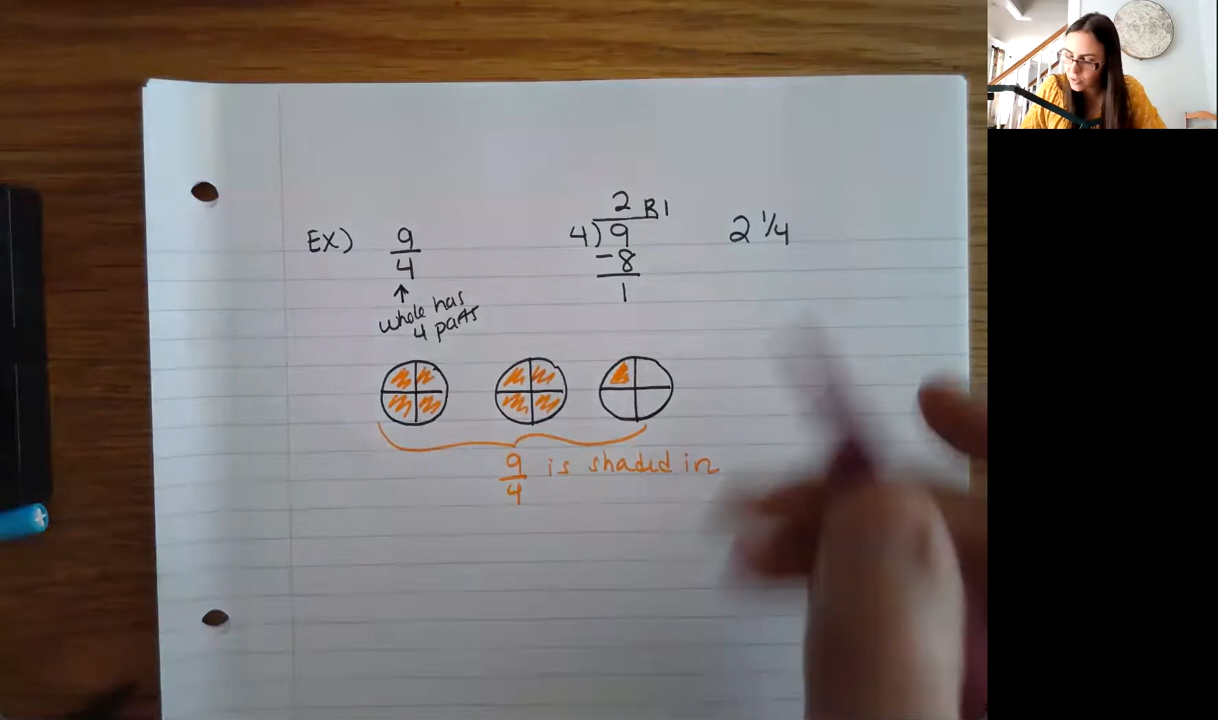 EX) 9/4
↑
whole has
4 parts
2 R1
4) 9
-8
1
2 1/4
9/4 is shaded in